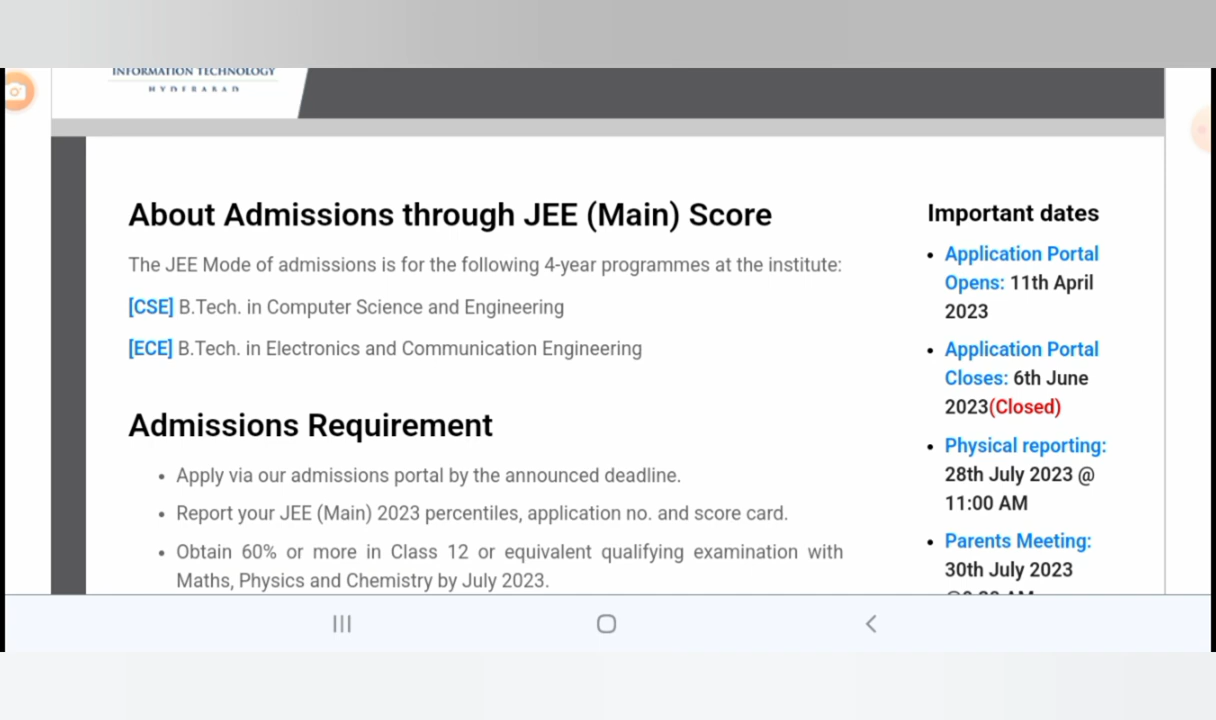 INFORMATION TECHNOLOGY
HYDERABAD
About Admissions through JEE (Main) Score
The JEE Mode of admissions is for the following 4-year programmes at the institute:
[CSE] B.Tech. in Computer Science and Engineering
[ECE] B.Tech. in Electronics and Communication Engineering
Admissions Requirement
• Apply via our admissions portal by the announced deadline.
• Report your JEE (Main) 2023 percentiles, application no. and score card.
• Obtain 60% or more in Class 12 or equivalent qualifying examination with
Maths, Physics and Chemistry by July 2023.
Important dates
• Application Portal
Opens: 11th April
2023
• Application Portal
Closes: 6th June
2023(Closed)
• Physical reporting:
28th July 2023 @
11:00 AM
• Parents Meeting:
30th July 2023